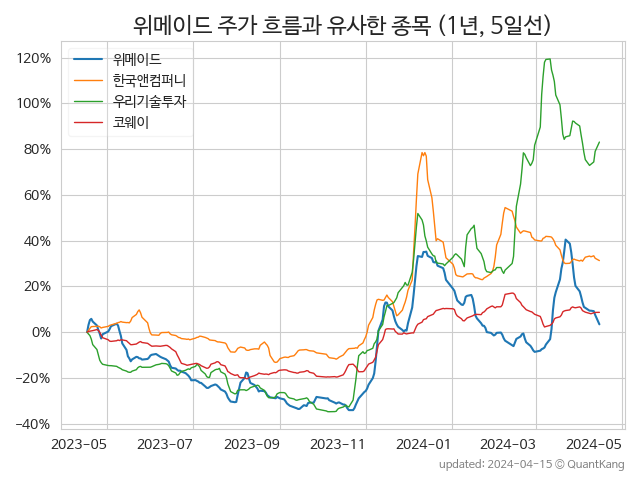 위메이드 주가 흐름과 유사한 종목 (1년, 5일선)
위메이드
한국앤컴퍼니
우리기술투자
코웨이
120%
100%
80%
60%
40%
20%
0%
−20%
−40%
2023-05 2023-07 2023-09 2023-11 2024-01 2024-03 2024-05
updated: 2024-04-15 © QuantKang